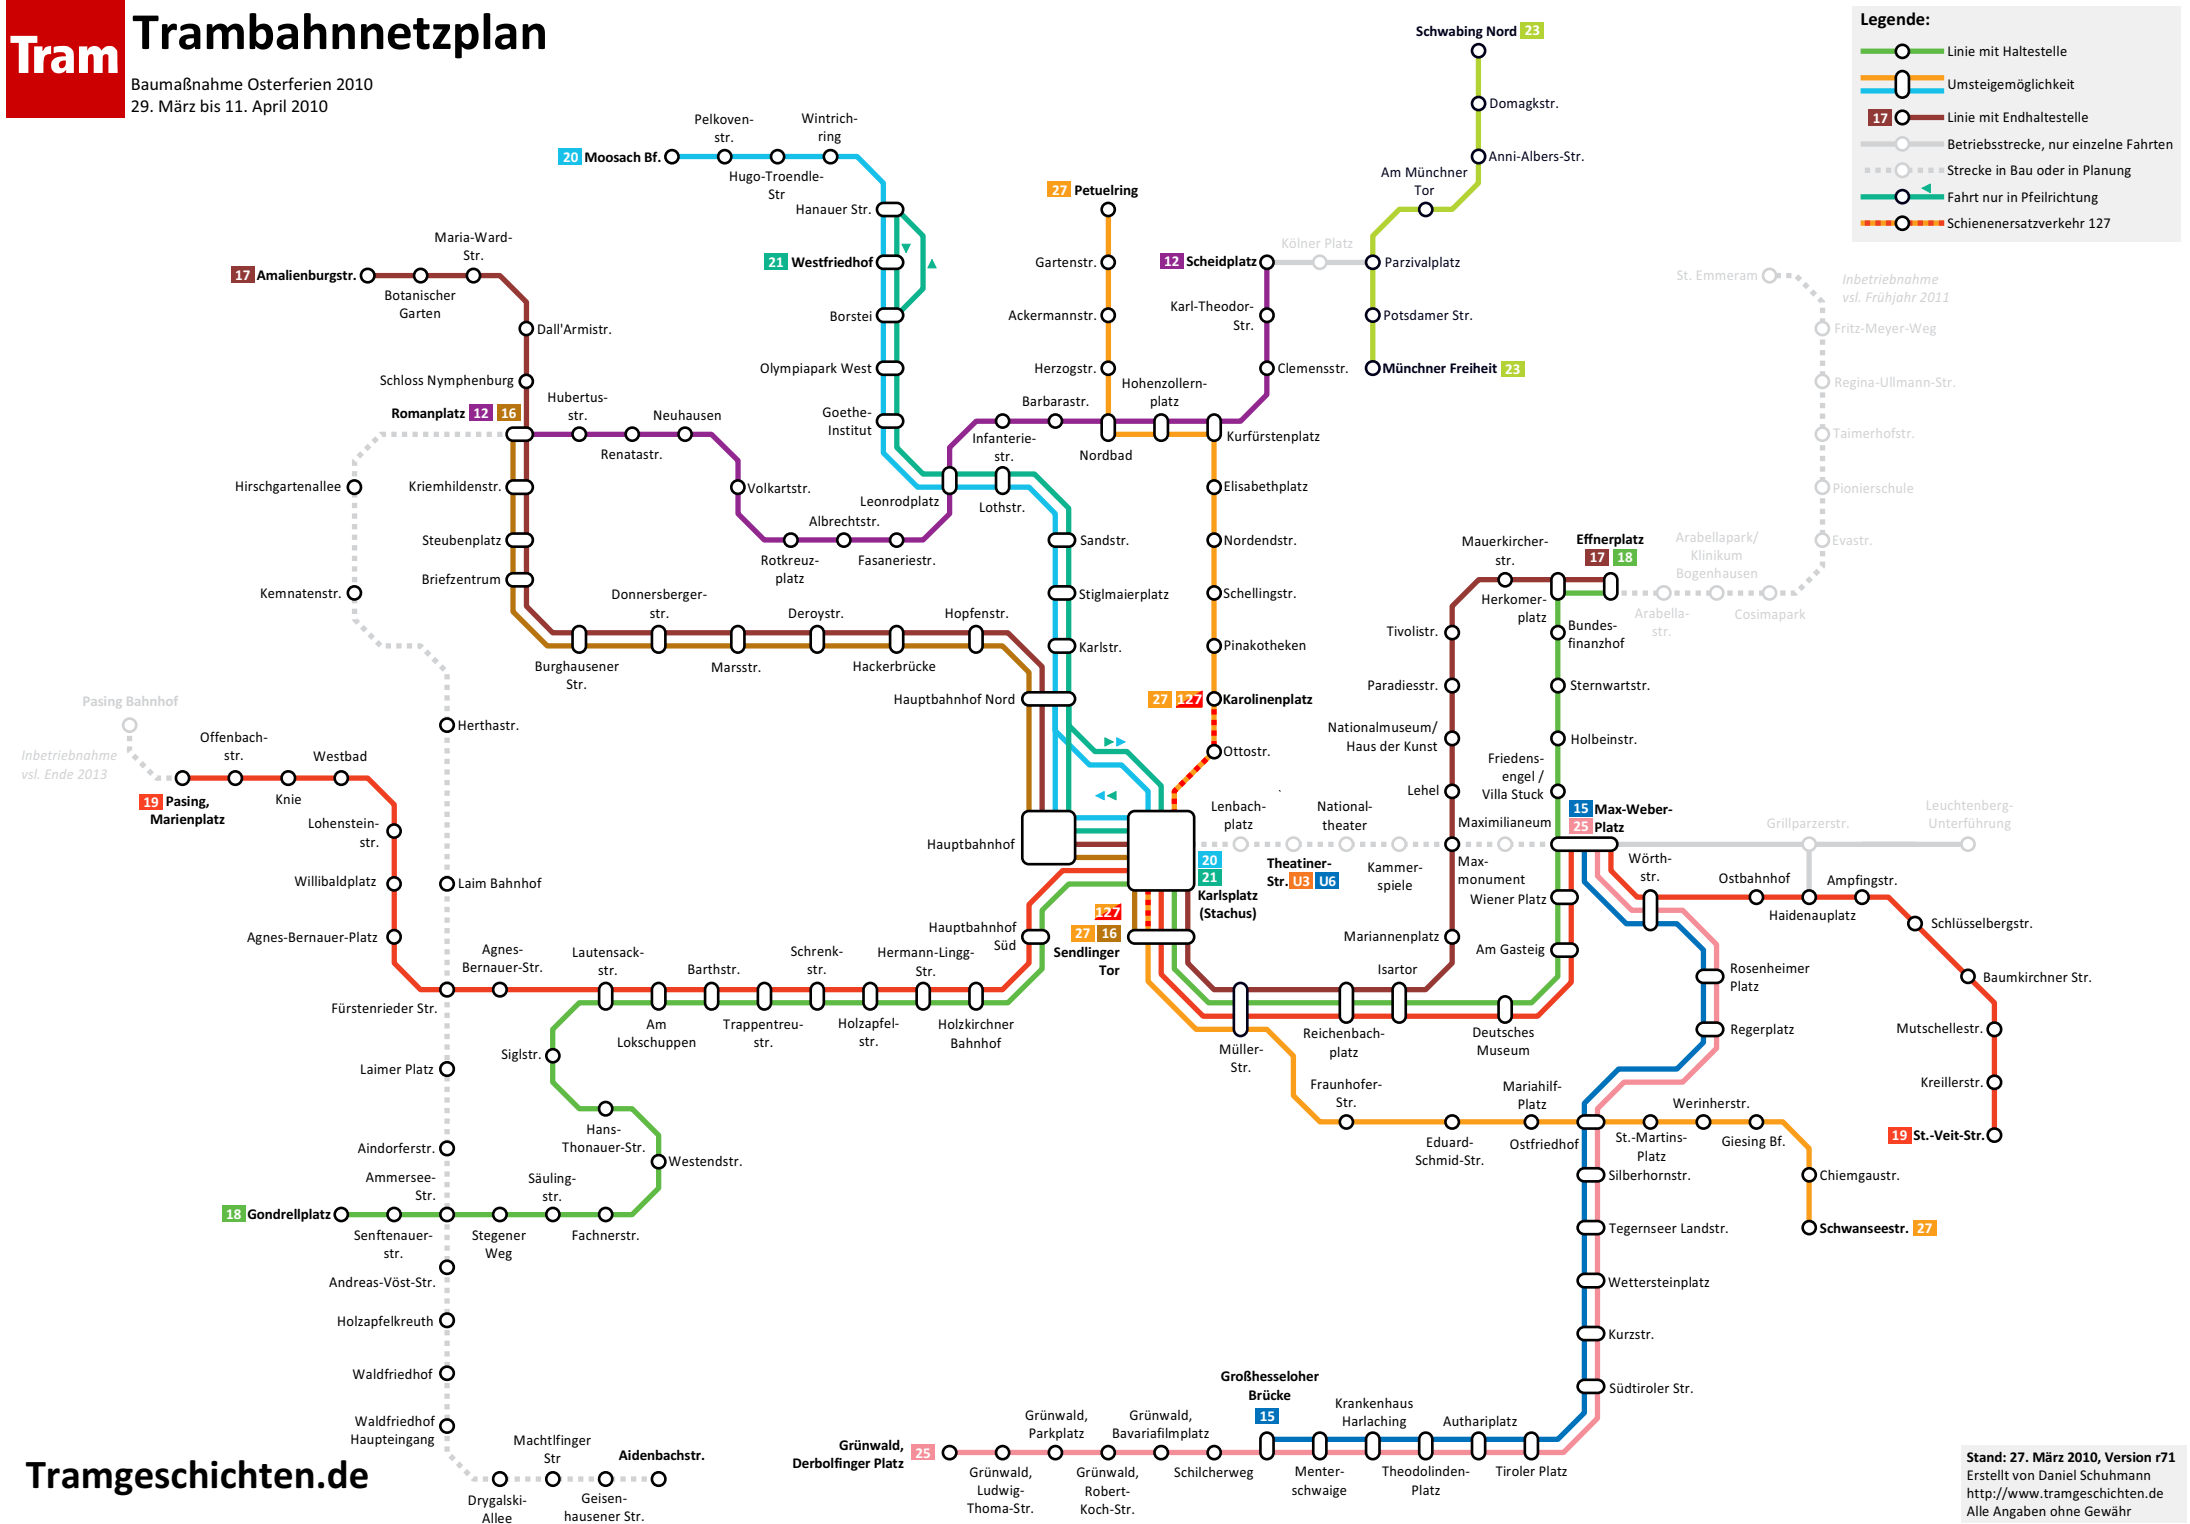 Tram
Trambahnnetzplan
Baumaßnahme Osterferien 2010
29. März bis 11. April 2010
Legende:
Linie mit Haltestelle
Umsteigemöglichkeit
17
Linie mit Endhaltestelle
Betriebsstrecke, nur einzelne Fahrten
Strecke in Bau oder in Planung
Fahrt nur in Pfeilrichtung
Schienenersatzverkehr 127
Schwabing Nord 23
Domagkstr.
Anni-Albers-Str.
Am Münchner
Tor
Parzivalplatz
Potsdamer Str.
Münchner Freiheit 23
Kölner Platz
12 Scheidplatz
Karl-Theodor-
Str.
Clemensstr.
Kurfürstenplatz
Hohenzollern-
platz
Nordbad
Barbarastr.
Infanterie-
str.
Leonrodplatz
Lothstr.
Fasaneriestr.
Albrechtstr.
Rotkreuz-
platz
Volkartstr.
Neuhausen
Renatastr.
Hubertus-
str.
Romanplatz 12 16
27 Petuelring
Gartenstr.
Ackermannstr.
Herzogstr.
Elisabethplatz
Nordendstr.
Schellingstr.
Pinakotheken
27 127 Karolinenplatz
Ottostr.
20 Moosach Bf.
Pelkoven-
str.
Hugo-Troendle-
Str
Wintrich-
ring
Hanauer Str.
21 Westfriedhof
Borstei
Olympiapark West
Goethe-
Institut
Sandstr.
Stiglmaierplatz
Karlstr.
Hauptbahnhof Nord
Hauptbahnhof
20
21
Karlsplatz
(Stachus)
17 Amalienburgstr.
Botanischer
Garten
Maria-Ward-
Str.
Dall'Armistr.
Schloss Nymphenburg
Kriemhildenstr.
Steubenplatz
Briefzentrum
Burghausener
Str.
Donnersberger-
str.
Marsstr.
Deroystr.
Hackerbrücke
Hopfenstr.
Hirschgartenallee
Kemnatenstr.
Herthastr.
Laim Bahnhof
Pasing Bahnhof
Inbetriebnahme
vsl. Ende 2013
19 Pasing,
Marienplatz
Offenbach-
str.
Knie
Westbad
Lohenstein-
str.
Willibaldplatz
Agnes-Bernauer-Platz
Fürstenrieder Str.
Agnes-
Bernauer-Str.
Lautensack-
str.
Am
Lokschuppen
Barthstr.
Trappentreu-
str.
Schrenk-
str.
Holzapfel-
str.
Hermann-Lingg-
Str.
Holzkirchner
Bahnhof
Hauptbahnhof
Süd
127
27 16
Sendlinger
Tor
Siglstr.
Hans-
Thonauer-Str.
Westendstr.
Fachnerstr.
Säuling-
str.
Stegener
Weg
Ammersee-
Str.
Senftenauer-
str.
18 Gondrellplatz
Laimer Platz
Aindorferstr.
Andreas-Vöst-Str.
Holzapfelkreuth
Waldfriedhof
Waldfriedhof
Haupteingang
Drygalski-
Allee
Machtlfinger
Str
Geisen-
hausener Str.
Aidenbachstr.
Lenbach-
platz
Theatiner-
Str. U3 U6
National-
theater
Kammer-
spiele
Max-
monument
Maximilianeum
15 Max-Weber-
25 Platz
Effnerplatz
17 18
Mauerkircher-
str.
Herkomer-
platz
Tivolistr.
Paradiesstr.
Nationalmuseum/
Haus der Kunst
Lehel
Mariannenplatz
Isartor
Reichenbach-
platz
Müller-
Str.
Bundes-
finanzhof
Sternwartstr.
Holbeinstr.
Friedens-
engel /
Villa Stuck
Wiener Platz
Am Gasteig
Deutsches
Museum
Arabella-
str.
Arabellapark/
Klinikum
Bogenhausen
Cosimapark
Evastr.
Pionierschule
Taimerhofstr.
Regina-Ullmann-Str.
Fritz-Meyer-Weg
St. Emmeram
Inbetriebnahme
vsl. Frühjahr 2011
Grillparzerstr.
Leuchtenberg-
Unterführung
Wörth-
str.
Ostbahnhof
Haidenauplatz
Ampfingstr.
Schlüsselbergstr.
Baumkirchner Str.
Mutschellestr.
Kreillerstr.
19 St.-Veit-Str.
Rosenheimer
Platz
Regerplatz
Fraunhofer-
Str.
Eduard-
Schmid-Str.
Mariahilf-
Platz
Ostfriedhof
St.-Martins-
Platz
Werinherstr.
Giesing Bf.
Chiemgaustr.
Schwanseestr. 27
Silberhornstr.
Tegernseer Landstr.
Wettersteinplatz
Kurzstr.
Südtiroler Str.
Tiroler Platz
Authariplatz
Theodolinden-
Platz
Krankenhaus
Harlaching
Menter-
schwaige
Großhesseloher
Brücke
15
Schilcherweg
Grünwald,
Bavariafilmplatz
Grünwald,
Robert-
Koch-Str.
Grünwald,
Parkplatz
Grünwald,
Ludwig-
Thoma-Str.
Grünwald,
Derbolfinger Platz
25
Tramgeschichten.de
Stand: 27. März 2010, Version r71
Erstellt von Daniel Schuhmann
http://www.tramgeschichten.de
Alle Angaben ohne Gewähr